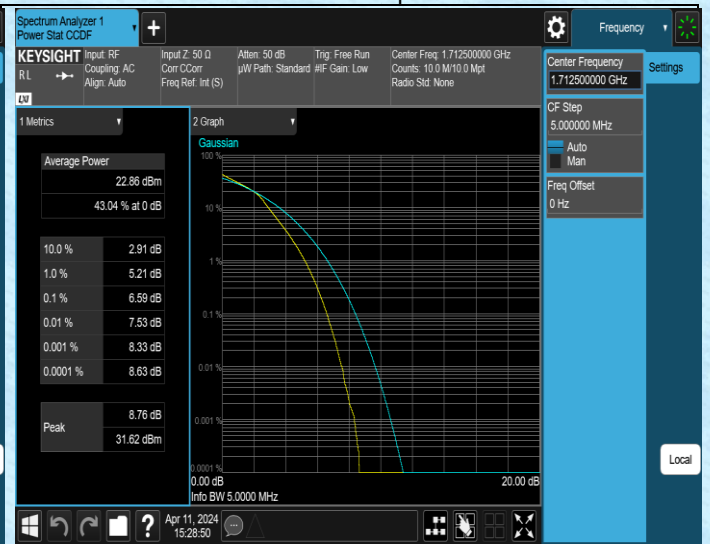 Spectrum Analyzer 1
Power Stat CCDF
+
Frequency
KEYSIGHT
RL
LXI
Input: RF
Coupling: AC
Align: Auto
Input Z: 50 Ω
Corr CCorr
Freq Ref: Int (S)
Atten: 50 dB
µW Path: Standard
Trig: Free Run
#IF Gain: Low
Center Freq: 1.712500000 GHz
Counts: 10.0 M/10.0 Mpt
Radio Std: None
Center Frequency
1.712500000 GHz
Settings
CF Step
5.000000 MHz
Auto
Man
Freq Offset
0 Hz
1 Metrics
Average Power
22.86 dBm
43.04 % at 0 dB
10.0 % 2.91 dB
1.0 % 5.21 dB
0.1 % 6.59 dB
0.01 % 7.53 dB
0.001 % 8.33 dB
0.0001 % 8.63 dB
Peak
8.76 dB
31.62 dBm
2 Graph
Gaussian
100 %
10 %
1 %
0.1 %
0.01 %
0.001 %
0.0001 %
0.00 dB 20.00 dB
Info BW 5.0000 MHz
Local
?
Apr 11, 2024
15:28:50